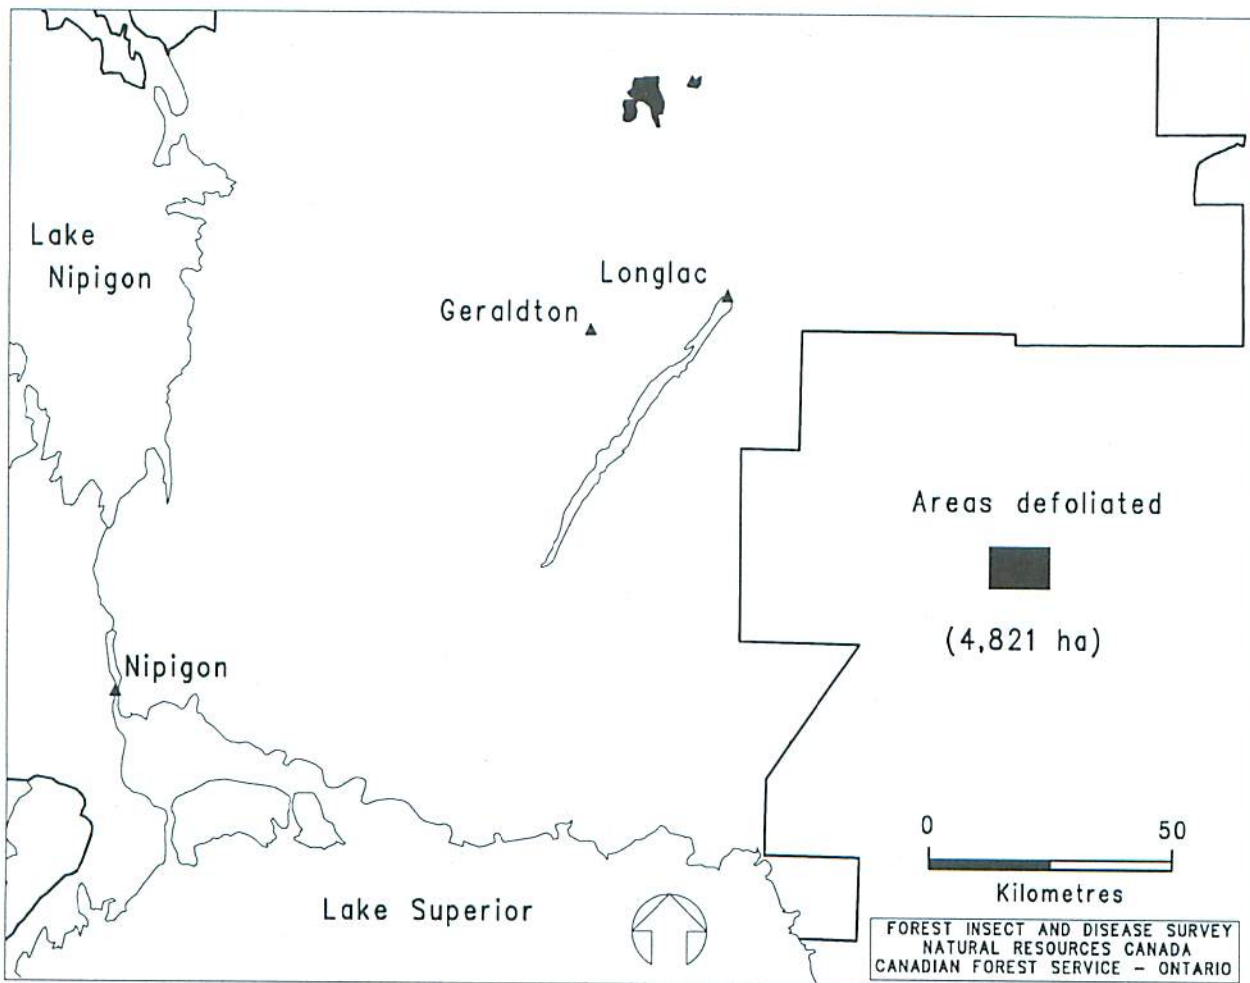 Lake
Nipigon
Longlac
Geraldton
Areas defoliated
(4,821 ha)
Nipigon
0 50
Kilometres
Lake Superior
FOREST INSECT AND DISEASE SURVEY
NATURAL RESOURCES CANADA
CANADIAN FOREST SERVICE - ONTARIO